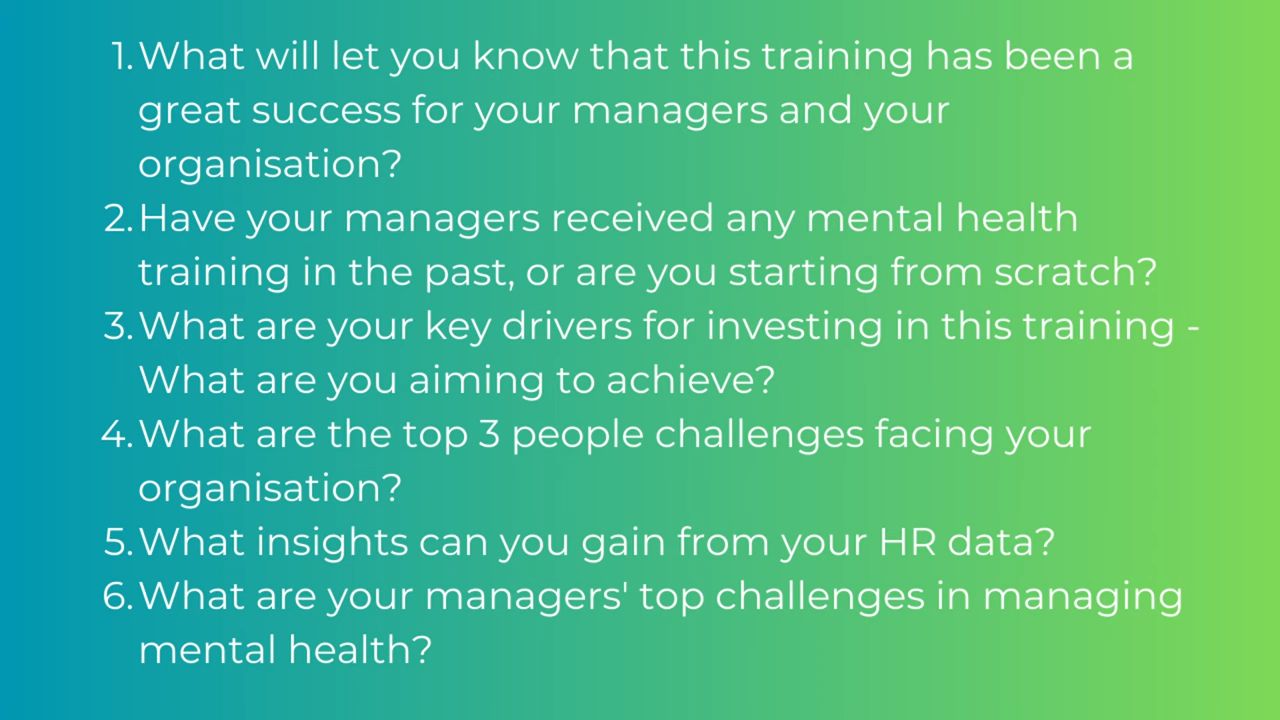 1. What will let you know that this training has been a
great success for your managers and your
organisation?
2. Have your managers received any mental health
training in the past, or are you starting from scratch?
3. What are your key drivers for investing in this training -
What are you aiming to achieve?
4. What are the top 3 people challenges facing your
organisation?
5. What insights can you gain from your HR data?
6. What are your managers' top challenges in managing
mental health?